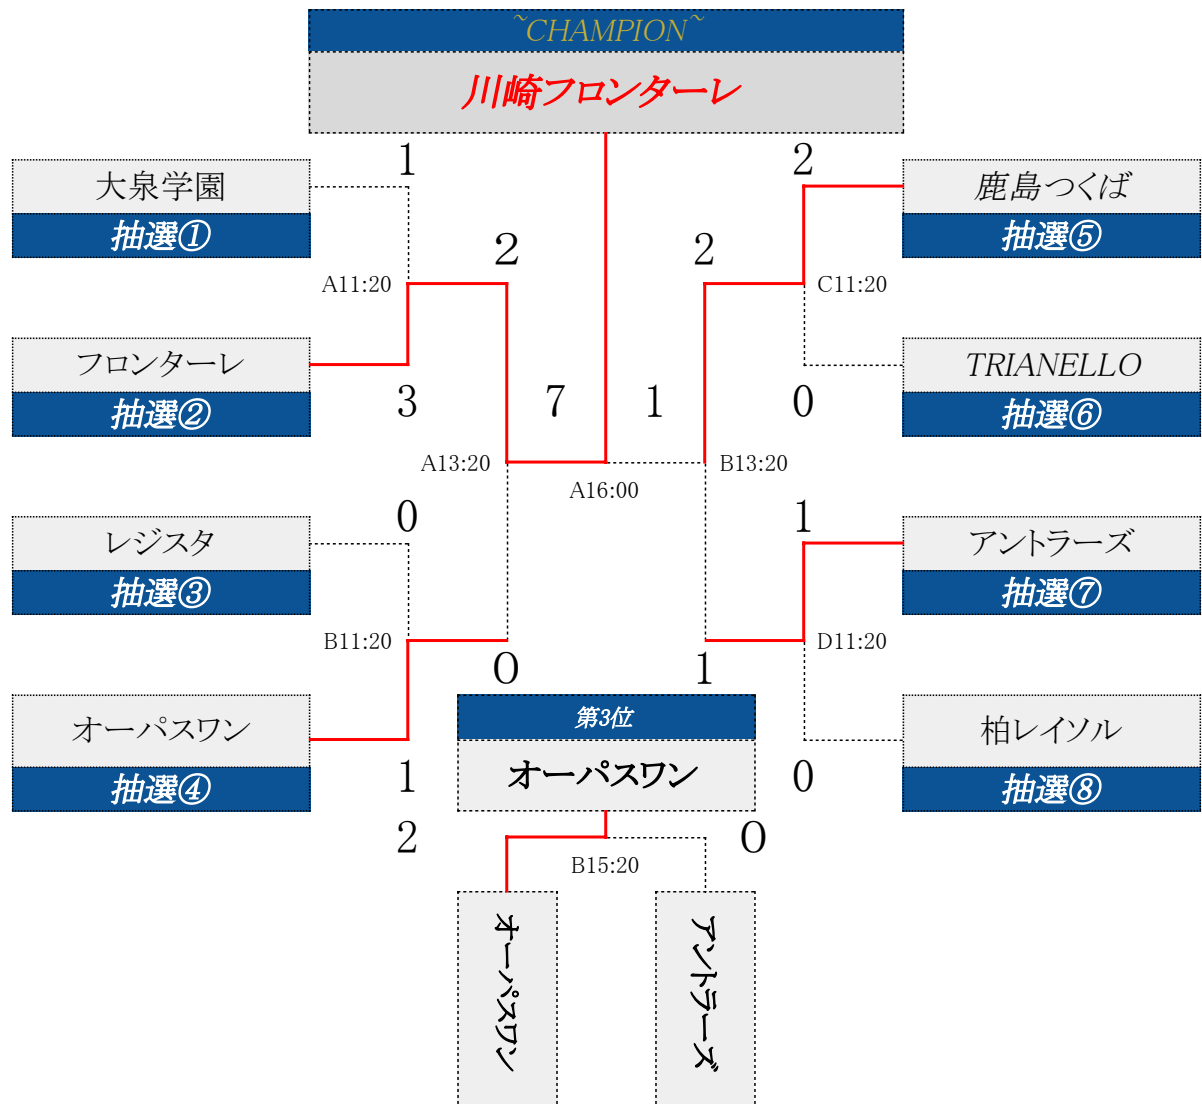 ~CHAMPION~
川崎フロンターレ
1
2
大泉学園
抽選①
鹿島つくば
抽選⑤
2
2
A11:20
C11:20
フロンターレ
抽選②
TRIANELLO
抽選⑥
3
7
1
0
A13:20
A16:00
B13:20
0
1
レジスタ
抽選③
アントラーズ
抽選⑦
B11:20
D11:20
0
1
オーパスワン
抽選④
柏レイソル
抽選⑧
第3位
オーパスワン
1
0
2
0
B15:20
オーパスワン
アントラーズ